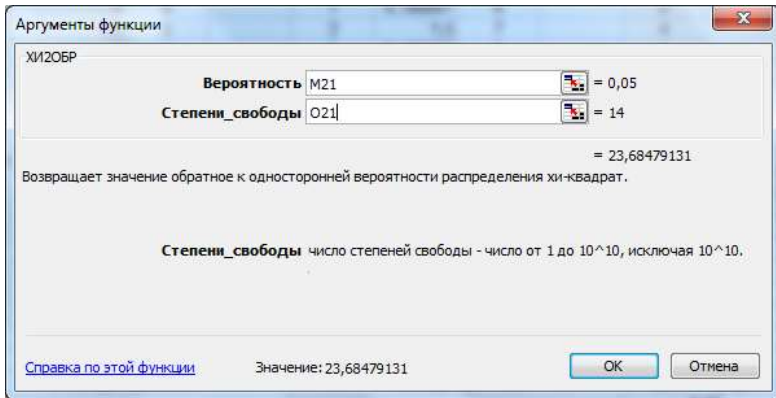 Аргументы функции
ХИ2ОБР
Вероятность M21 = 0,05
Степени_свободы O21 = 14
= 23,68479131
Возвращает значение обратное к односторонней вероятности распределения хи-квадрат.
Степени_свободы число степеней свободы - число от 1 до 10^10, исключая 10^10.
Справка по этой функции Значение: 23,68479131 ОК Отмена